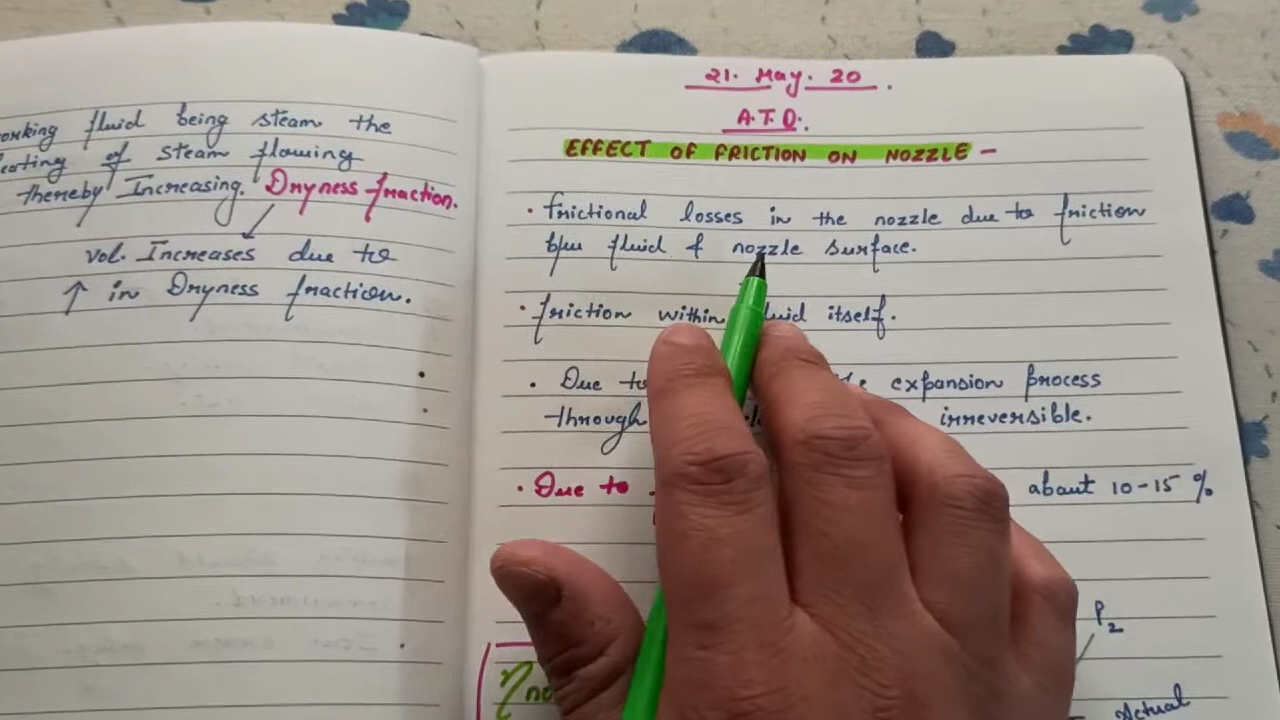 fluid being steam the
of steam flowing
thereby Increasing. Dryness fraction.
vol. Increases due to
↑ in Dryness fraction.
21. May. 20.
A.T.D.
EFFECT OF FRICTION ON NOZZLE -
• frictional losses in the nozzle due to friction
b/w fluid & nozzle surface.
• friction within fluid itself.
• Due to expansion process
through irreversible.
• Due to about 10-15 %
P2
η
Actual